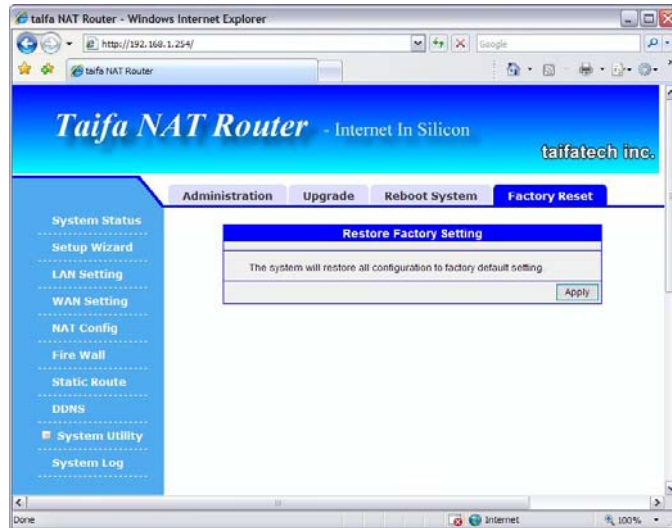 taifa NAT Router - Windows Internet Explorer
http://192.168.1.254/
Google
taifa NAT Router
Taifa NAT Router - Internet In Silicon
taifatech inc.
Administration Upgrade Reboot System Factory Reset
System Status
Setup Wizard
LAN Setting
WAN Setting
NAT Config
Fire Wall
Static Route
DDNS
System Utility
System Log
Restore Factory Setting
The system will restore all configuration to factory default setting
Apply
Done
Internet
100%